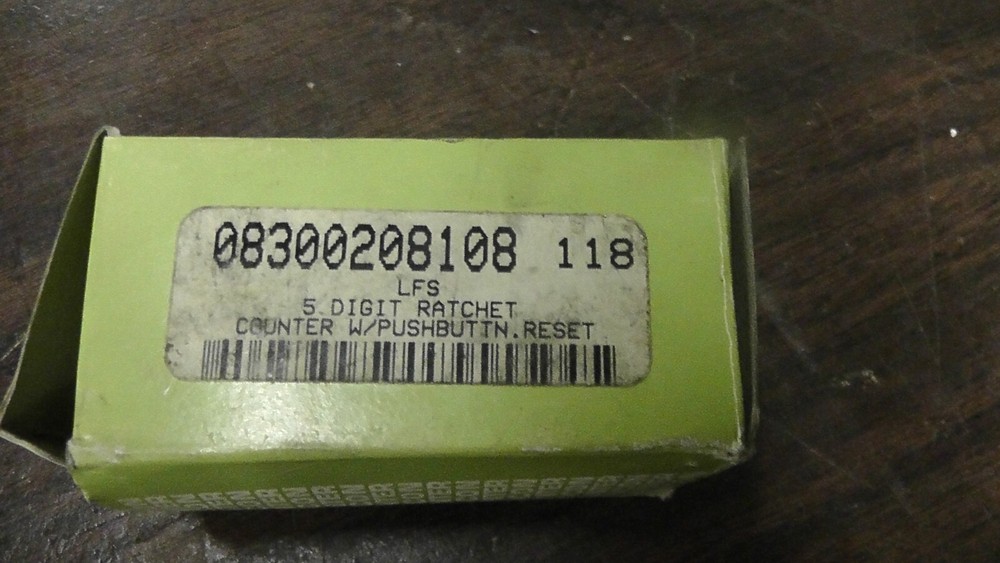 08300208108 118
LFS
5 DIGIT RATCHET
COUNTER W/PUSHBUTTN.RESET